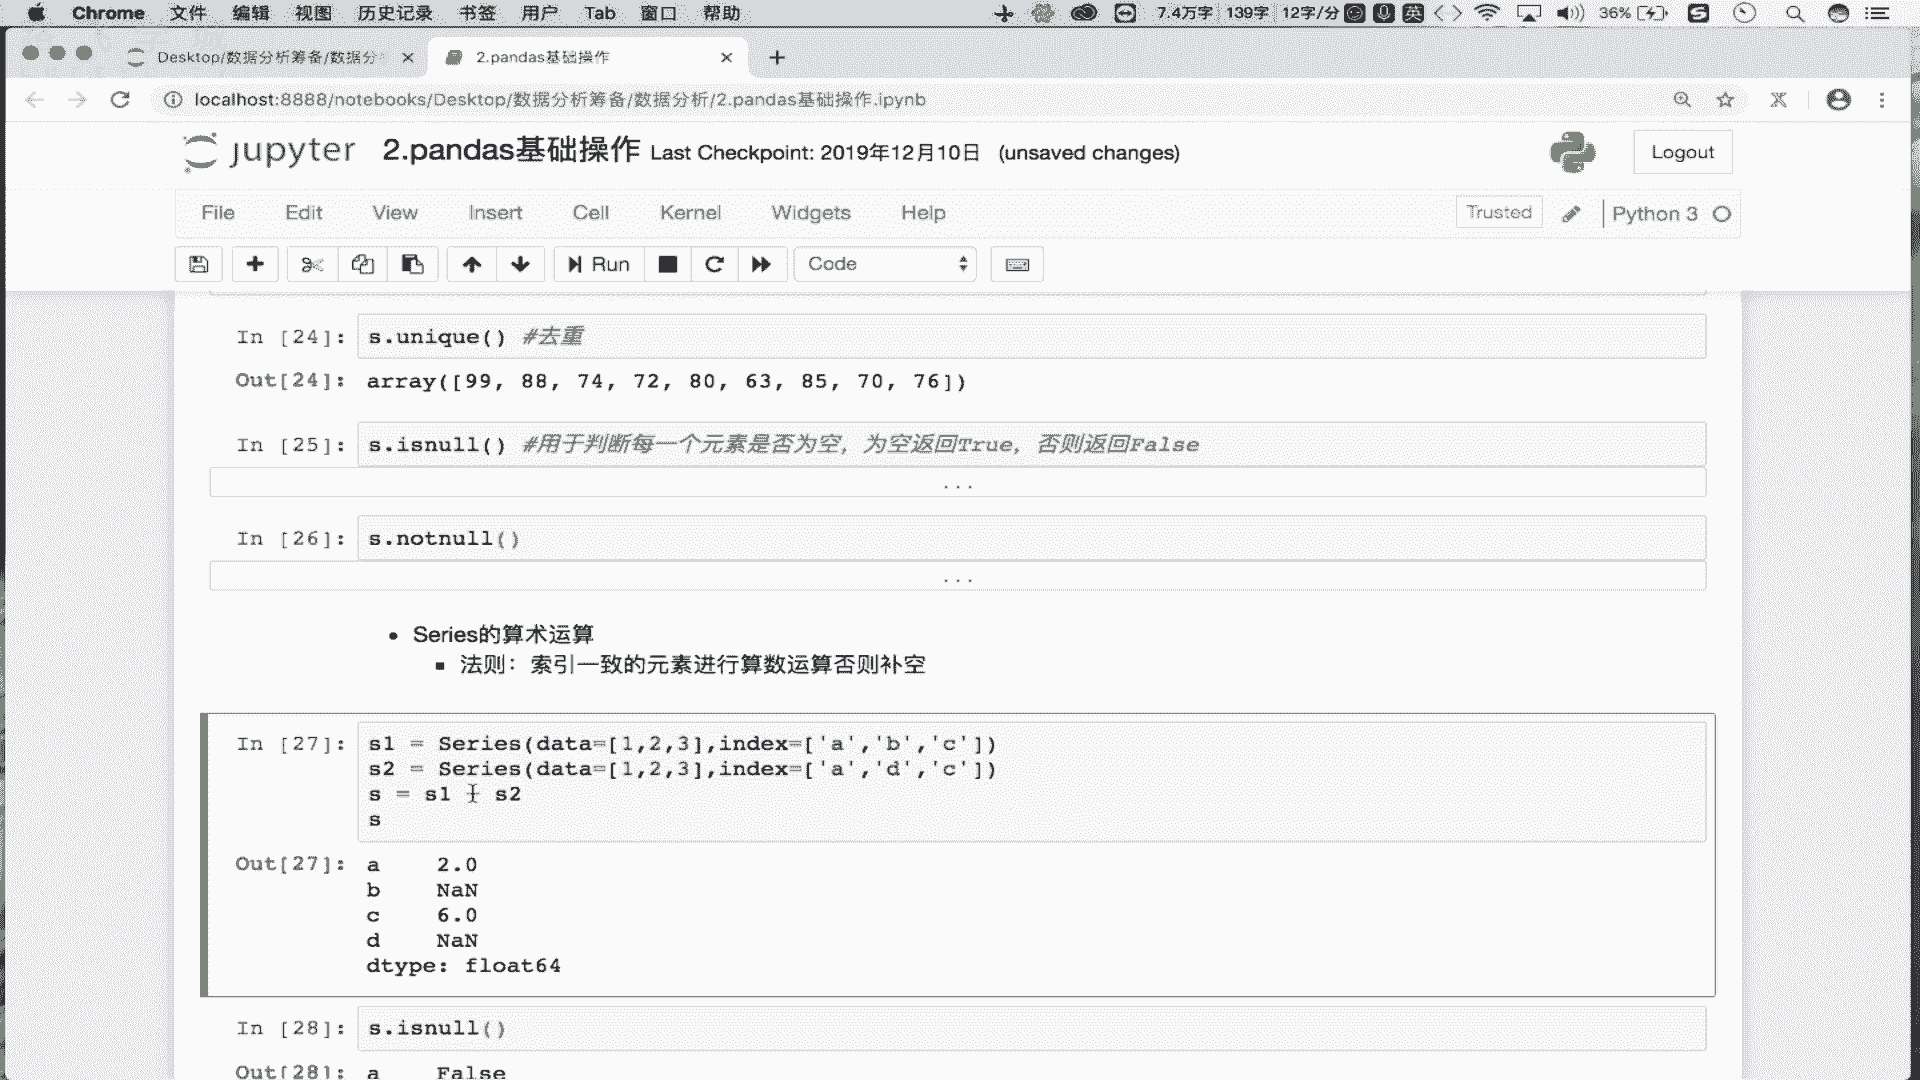 Chrome 文件 编辑 视图 历史记录 书签 用户 Tab 窗口 帮助 7.4万字 139字 12字/分 英 36%
Desktop/数据分析筹备/数据分 2.pandas基础操作
localhost:8888/notebooks/Desktop/数据分析筹备/数据分析/2.pandas基础操作.ipynb
jupyter 2.pandas基础操作 Last Checkpoint: 2019年12月10日 (unsaved changes) Logout
File Edit View Insert Cell Kernel Widgets Help Trusted Python 3
Run Code
In [24]: s.unique() #去重
Out[24]: array([99, 88, 74, 72, 80, 63, 85, 70, 76])
In [25]: s.isnull() #用于判断每一个元素是否为空，为空返回True，否则返回False
...
In [26]: s.notnull()
...
Series的算术运算
法则：索引一致的元素进行算数运算否则补空
In [27]: s1 = Series(data=[1,2,3],index=['a','b','c'])
s2 = Series(data=[1,2,3],index=['a','d','c'])
s = s1 + s2
s
Out[27]: a 2.0
b NaN
c 6.0
d NaN
dtype: float64
In [28]: s.isnull()
Out[28]: a False